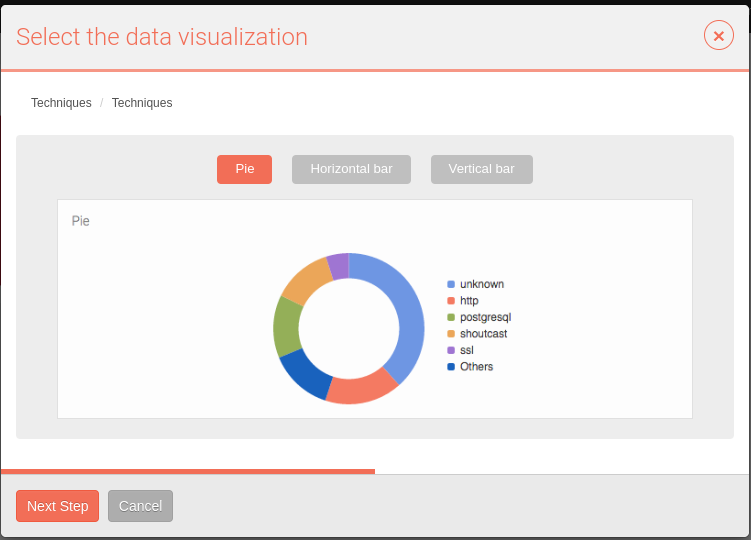 Select the data visualization
Techniques / Techniques
Pie Horizontal bar Vertical bar
Pie
unknown
http
postgresql
shoutcast
ssl
Others
Next Step Cancel